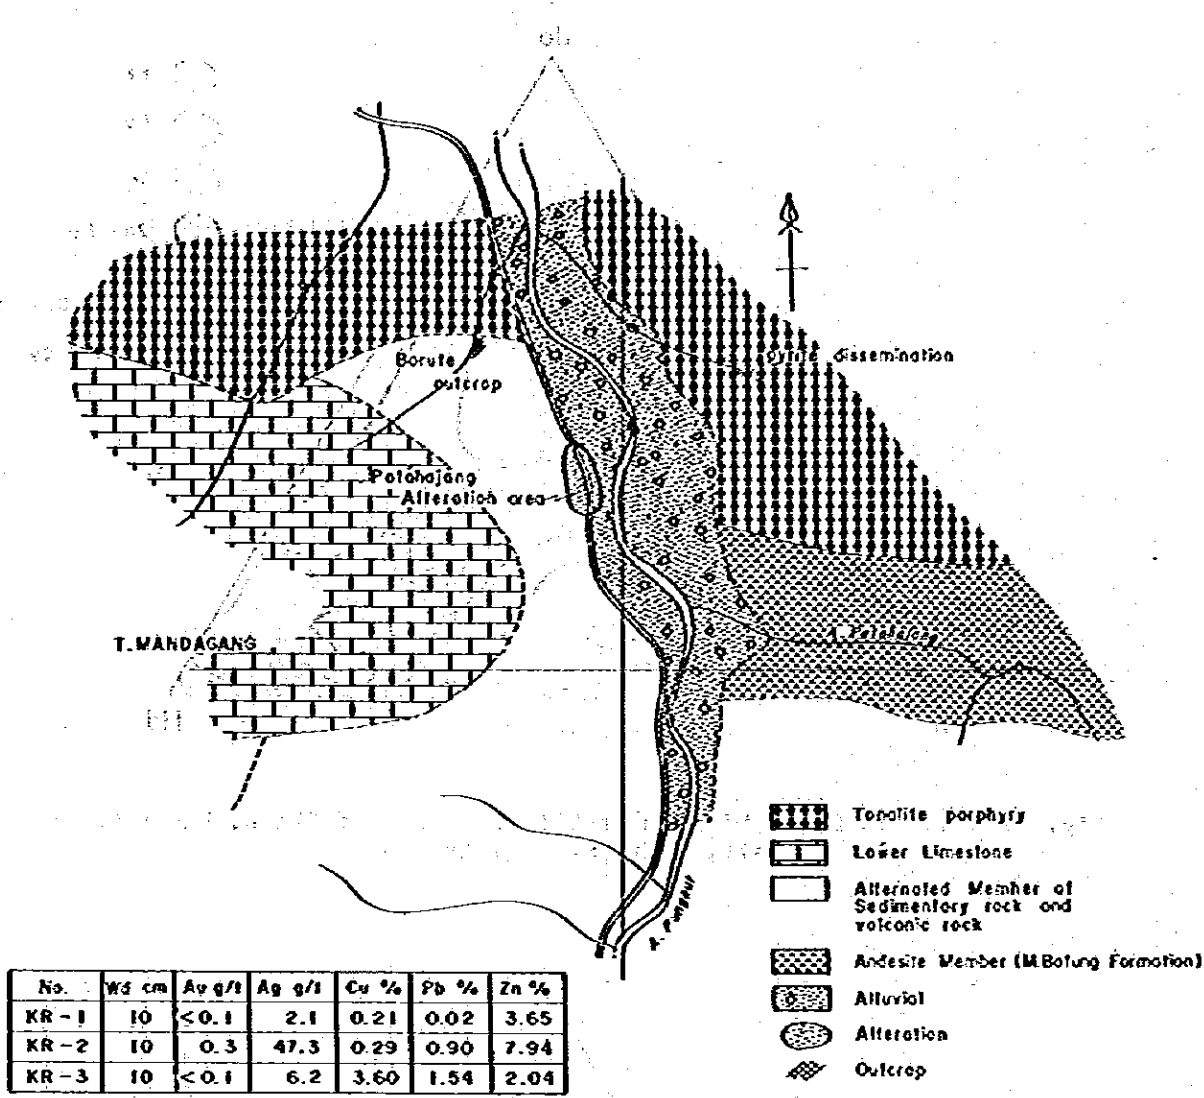 Borute
outcrop
pyrite dissemination
Patahajang
Alteration area
T. MANDAGANG
Tonalite porphyry
Lower Limestone
Alternated Member of
Sedimentary rock and
volcanic rock
Andesite Member (M.Batung Formation)
Alluvial
Alteration
Outcrop
No. Wd cm Au g/t Ag g/t Cu % Pb % Zn %
KR-1 10 <0.1 2.1 0.21 0.02 3.65
KR-2 10 0.3 47.3 0.29 0.90 7.94
KR-3 10 <0.1 6.2 3.60 1.54 2.04